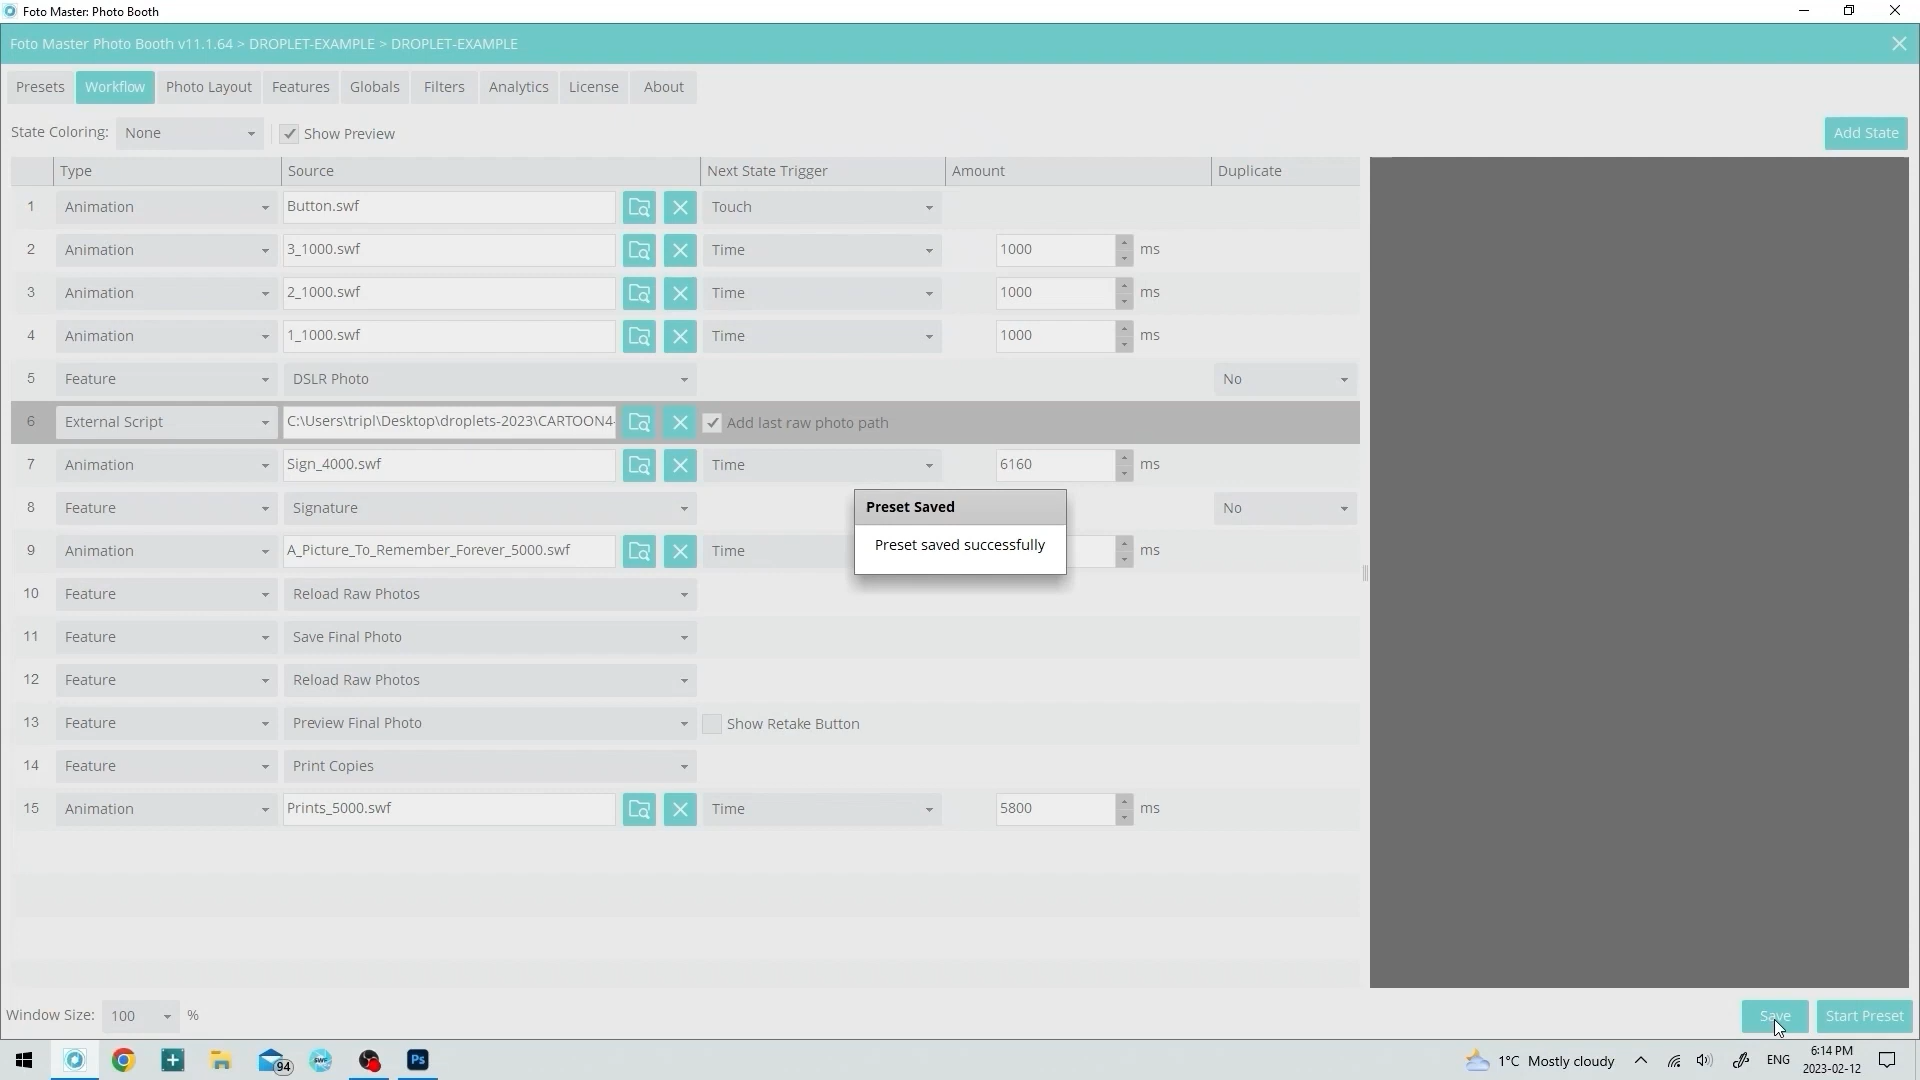 Foto Master: Photo Booth
Foto Master Photo Booth v11.1.64 > DROPLET-EXAMPLE > DROPLET-EXAMPLE
Presets Workflow Photo Layout Features Globals Filters Analytics License About
State Coloring: None Show Preview Add State
Type Source Next State Trigger Amount Duplicate
1 Animation Button.swf Touch
2 Animation 3_1000.swf Time 1000 ms
3 Animation 2_1000.swf Time 1000 ms
4 Animation 1_1000.swf Time 1000 ms
5 Feature DSLR Photo No
6 External Script C:\Users\tripl\Desktop\droplets-2023\CARTOON4- Add last raw photo path
7 Animation Sign_4000.swf Time 6160 ms
8 Feature Signature No
9 Animation A_Picture_To_Remember_Forever_5000.swf Time ms
Preset Saved
Preset saved successfully
10 Feature Reload Raw Photos
11 Feature Save Final Photo
12 Feature Reload Raw Photos
13 Feature Preview Final Photo Show Retake Button
14 Feature Print Copies
15 Animation Prints_5000.swf Time 5800 ms
Window Size: 100 % Save Start Preset
94 SWF Ps 1°C Mostly cloudy ENG 6:14 PM
2023-02-12